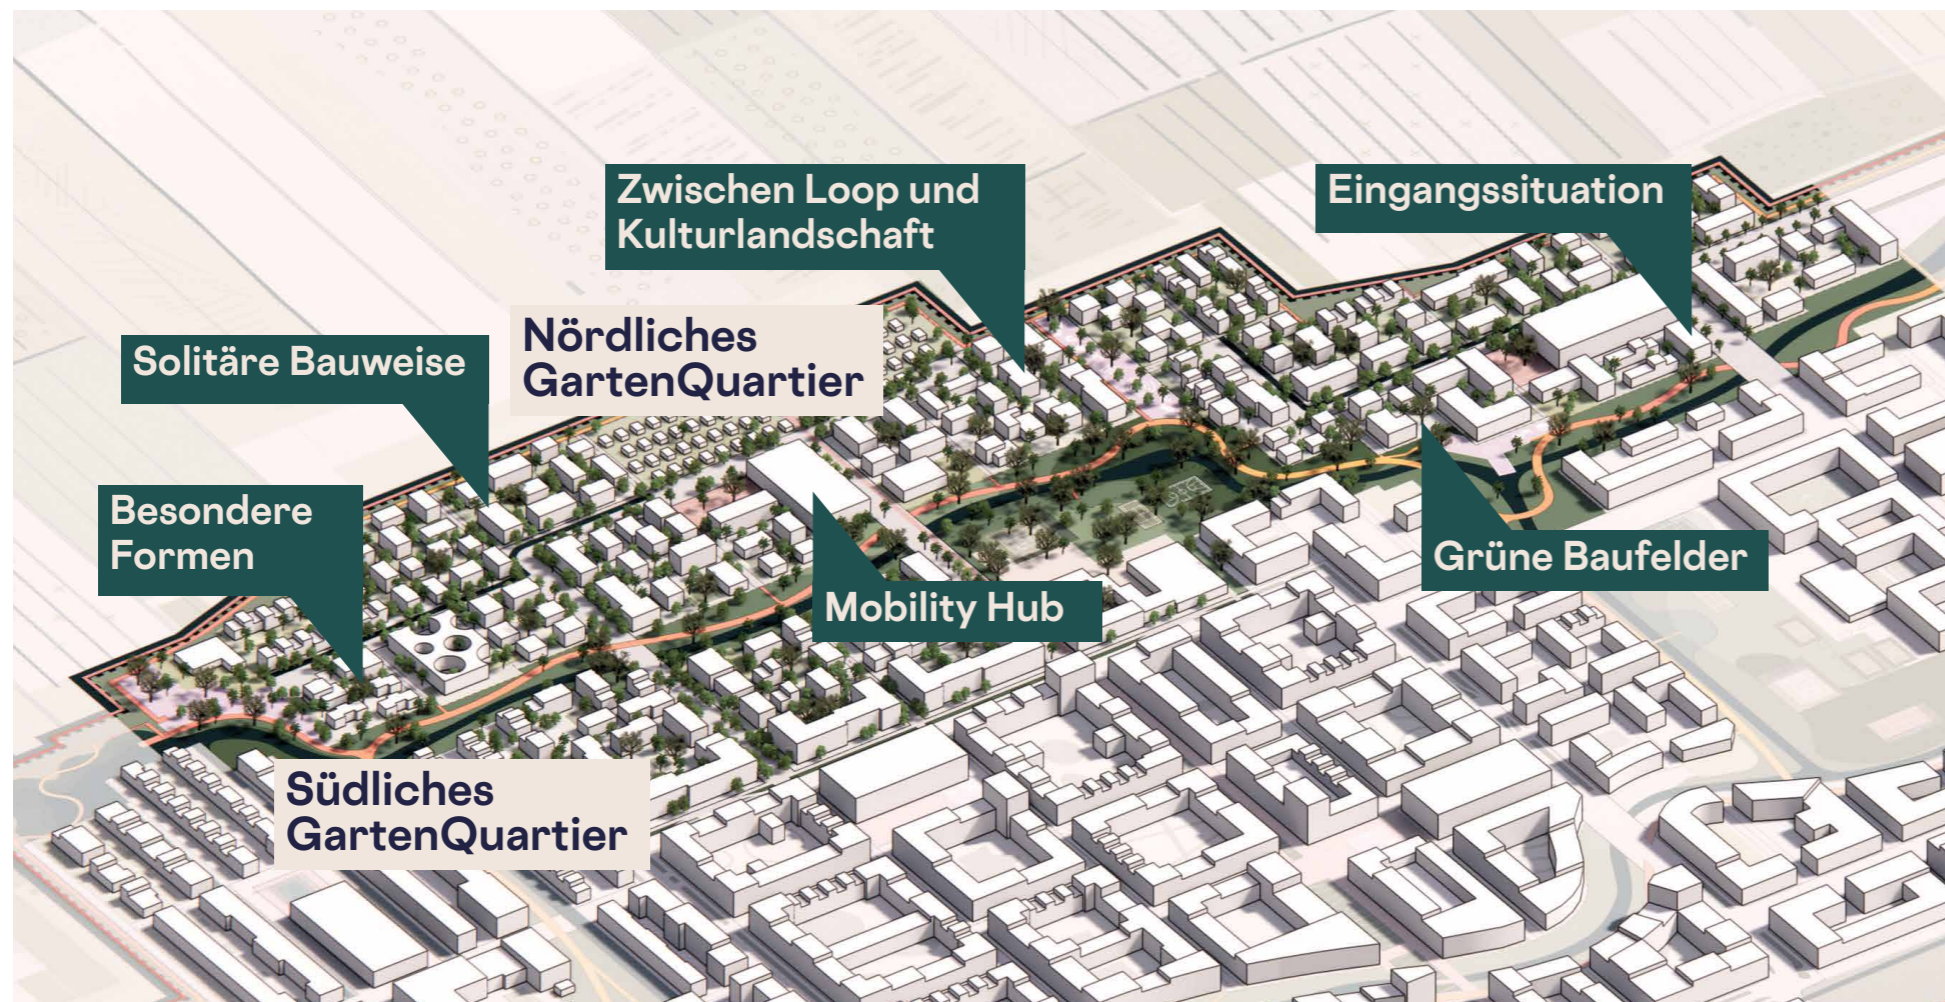 Zwischen Loop und
Kulturlandschaft
Eingangssituation
Nördliches
GartenQuartier
Solitäre Bauweise
Besondere
Formen
Mobility Hub
Grüne Baufelder
Südliches
GartenQuartier